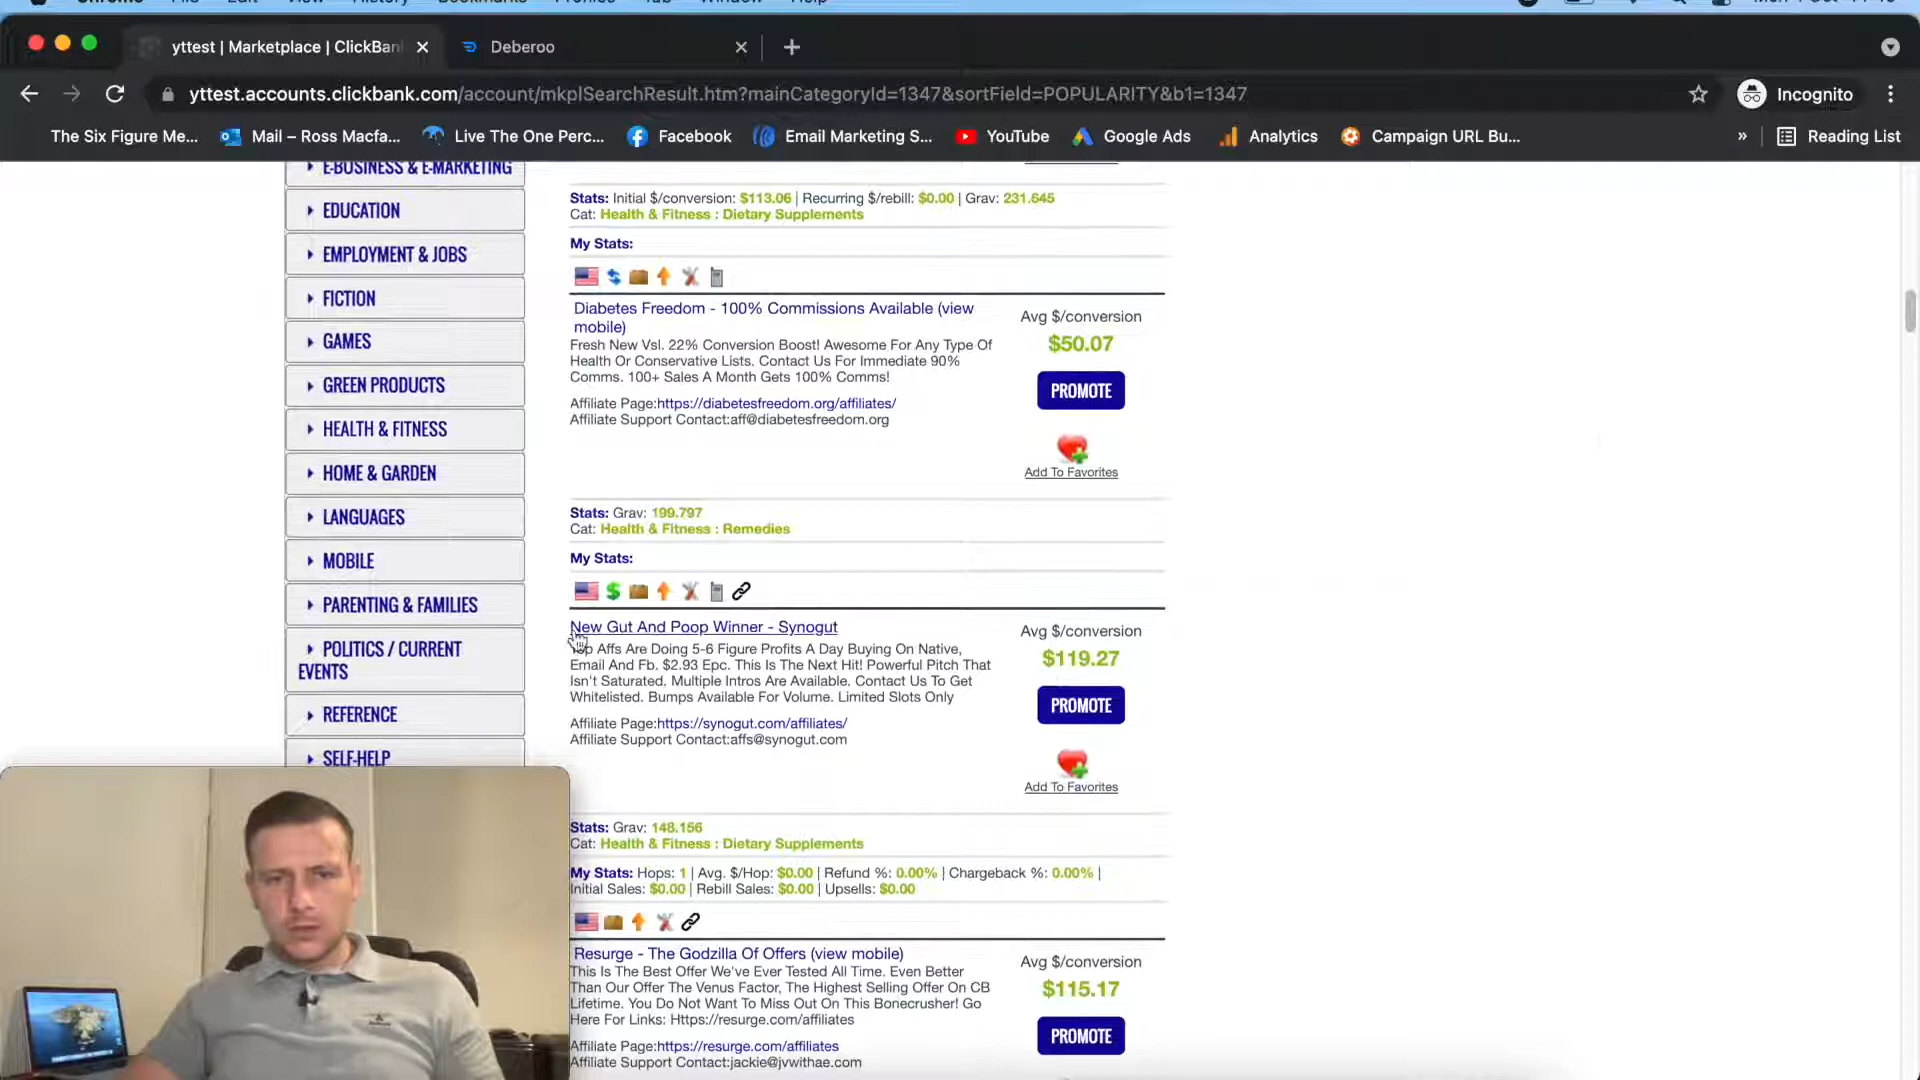 yttest | Marketplace | ClickBan
Deberoo
yttest.accounts.clickbank.com/account/mkplSearchResult.htm?mainCategoryId=1347&sortField=POPULARITY&b1=1347
Incognito
The Six Figure Me...
Mail – Ross Macfa...
Live The One Perc...
Facebook
Email Marketing S...
YouTube
Google Ads
Analytics
Campaign URL Bu...
»
Reading List
E-BUSINESS & E-MARKETING
EDUCATION
EMPLOYMENT & JOBS
FICTION
GAMES
GREEN PRODUCTS
HEALTH & FITNESS
HOME & GARDEN
LANGUAGES
MOBILE
PARENTING & FAMILIES
POLITICS / CURRENT
EVENTS
REFERENCE
SELF-HELP
Stats: Initial $/conversion: $113.06 | Recurring $/rebill: $0.00 | Grav: 231.645
Cat: Health & Fitness : Dietary Supplements
My Stats:
Diabetes Freedom - 100% Commissions Available (view
mobile)
Fresh New Vsl. 22% Conversion Boost! Awesome For Any Type Of
Health Or Conservative Lists. Contact Us For Immediate 90%
Comms. 100+ Sales A Month Gets 100% Comms!
Affiliate Page:https://diabetesfreedom.org/affiliates/
Affiliate Support Contact:aff@diabetesfreedom.org
Avg $/conversion
$50.07
PROMOTE
Add To Favorites
Stats: Grav: 199.797
Cat: Health & Fitness : Remedies
My Stats:
New Gut And Poop Winner - Synogut
Top Affs Are Doing 5-6 Figure Profits A Day Buying On Native,
Email And Fb. $2.93 Epc. This Is The Next Hit! Powerful Pitch That
Isn't Saturated. Multiple Intros Are Available. Contact Us To Get
Whitelisted. Bumps Available For Volume. Limited Slots Only
Affiliate Page:https://synogut.com/affiliates/
Affiliate Support Contact:affs@synogut.com
Avg $/conversion
$119.27
PROMOTE
Add To Favorites
Stats: Grav: 148.156
Cat: Health & Fitness : Dietary Supplements
My Stats: Hops: 1 | Avg. $/Hop: $0.00 | Refund %: 0.00% | Chargeback %: 0.00% |
Initial Sales: $0.00 | Rebill Sales: $0.00 | Upsells: $0.00
Resurge - The Godzilla Of Offers (view mobile)
This Is The Best Offer We've Ever Tested All Time. Even Better
Than Our Offer The Venus Factor, The Highest Selling Offer On CB
Lifetime. You Do Not Want To Miss Out On This Bonecrusher! Go
Here For Links: Https://resurge.com/affiliates
Affiliate Page:https://resurge.com/affiliates
Affiliate Support Contact:jackie@jvwithae.com
Avg $/conversion
$115.17
PROMOTE